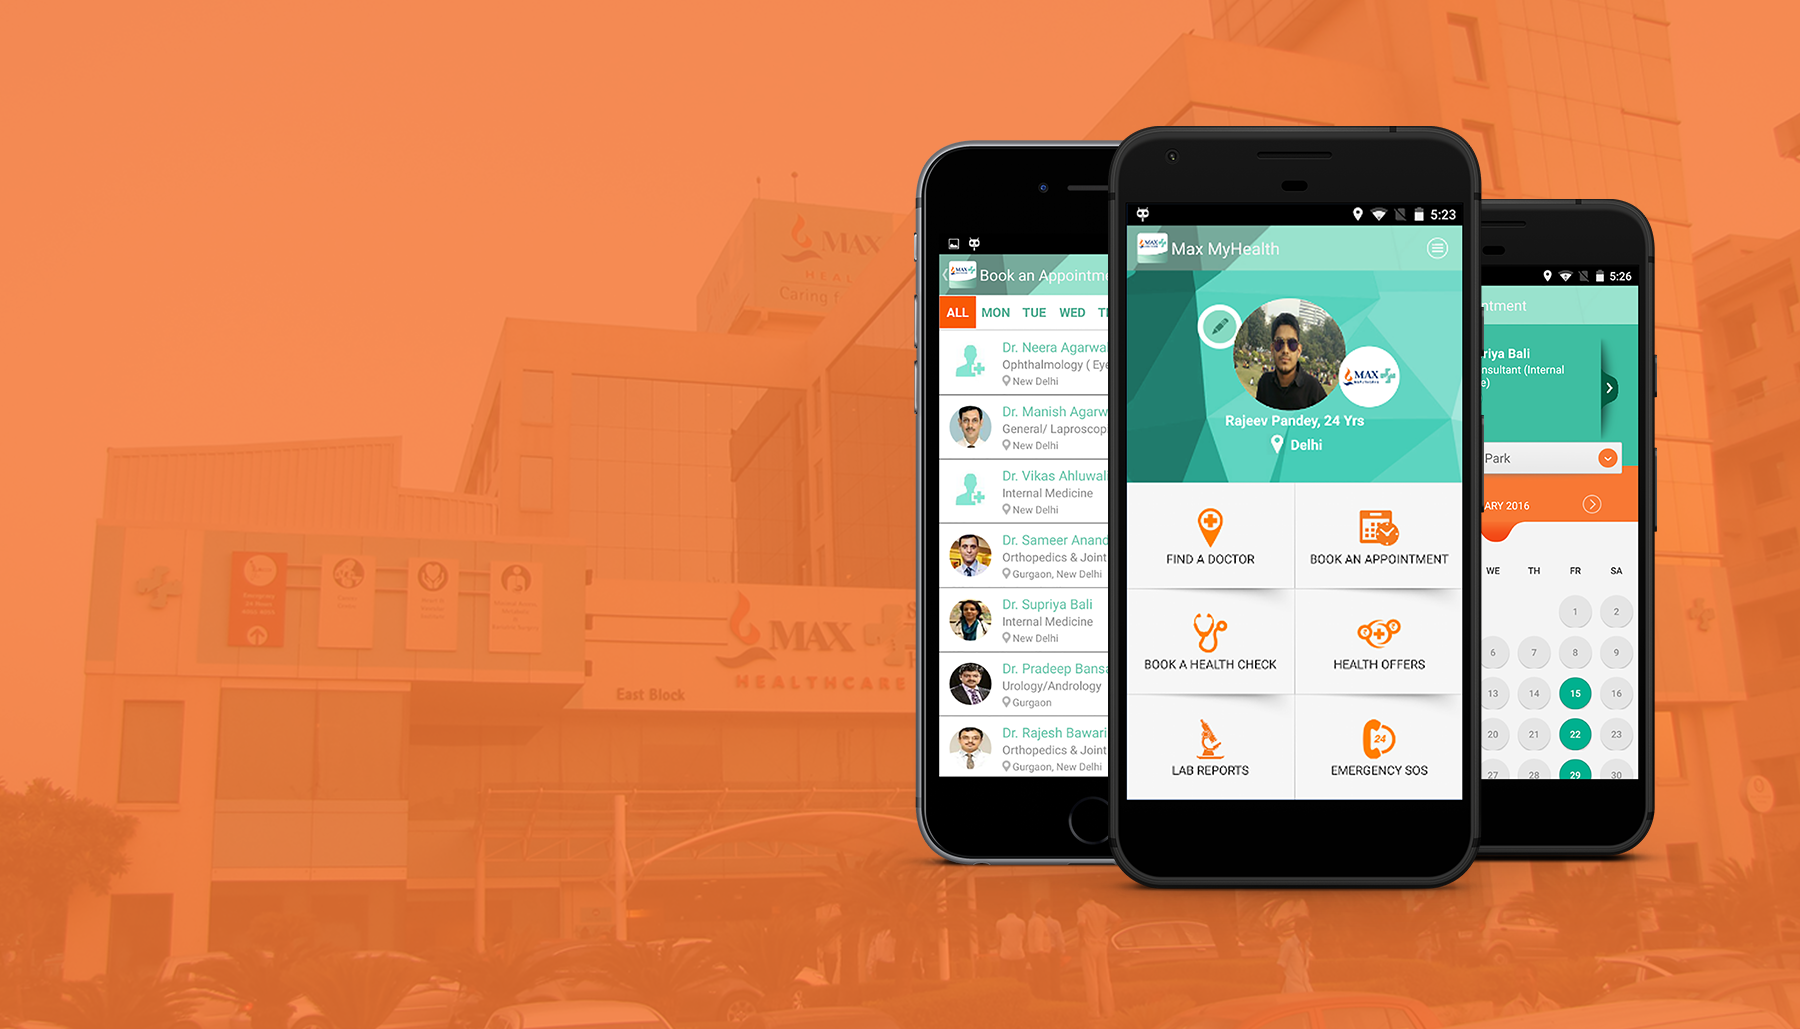 MAX
HEALTH
Caring
MAX
HEALTHCARE
East Block
Book an Appointme
ALL MON TUE WED
Dr. Neera Agarwal
Ophthalmology ( Eye
New Delhi
Dr. Manish Agarw
General/ Laproscop
New Delhi
Dr. Vikas Ahluwali
Internal Medicine
New Delhi
Dr. Sameer Anand
Orthopedics & Joint
Gurgaon, New Delhi
Dr. Supriya Bali
Internal Medicine
New Delhi
Dr. Pradeep Bansa
Urology/Andrology
Gurgaon
Dr. Rajesh Bawari
Orthopedics & Joint
Gurgaon, New Delhi
5:23
MAX
Max MyHealth
MAX
Rajeev Pandey, 24 Yrs
Delhi
FIND A DOCTOR
BOOK AN APPOINTMENT
BOOK A HEALTH CHECK
HEALTH OFFERS
LAB REPORTS
24
EMERGENCY SOS
5:26
ntment
riya Bali
nsultant (Internal
e)
Park
ARY 2016
WE TH FR SA
1 2
6 7 8 9
13 14 15 16
20 21 22 23
27 28 29 30